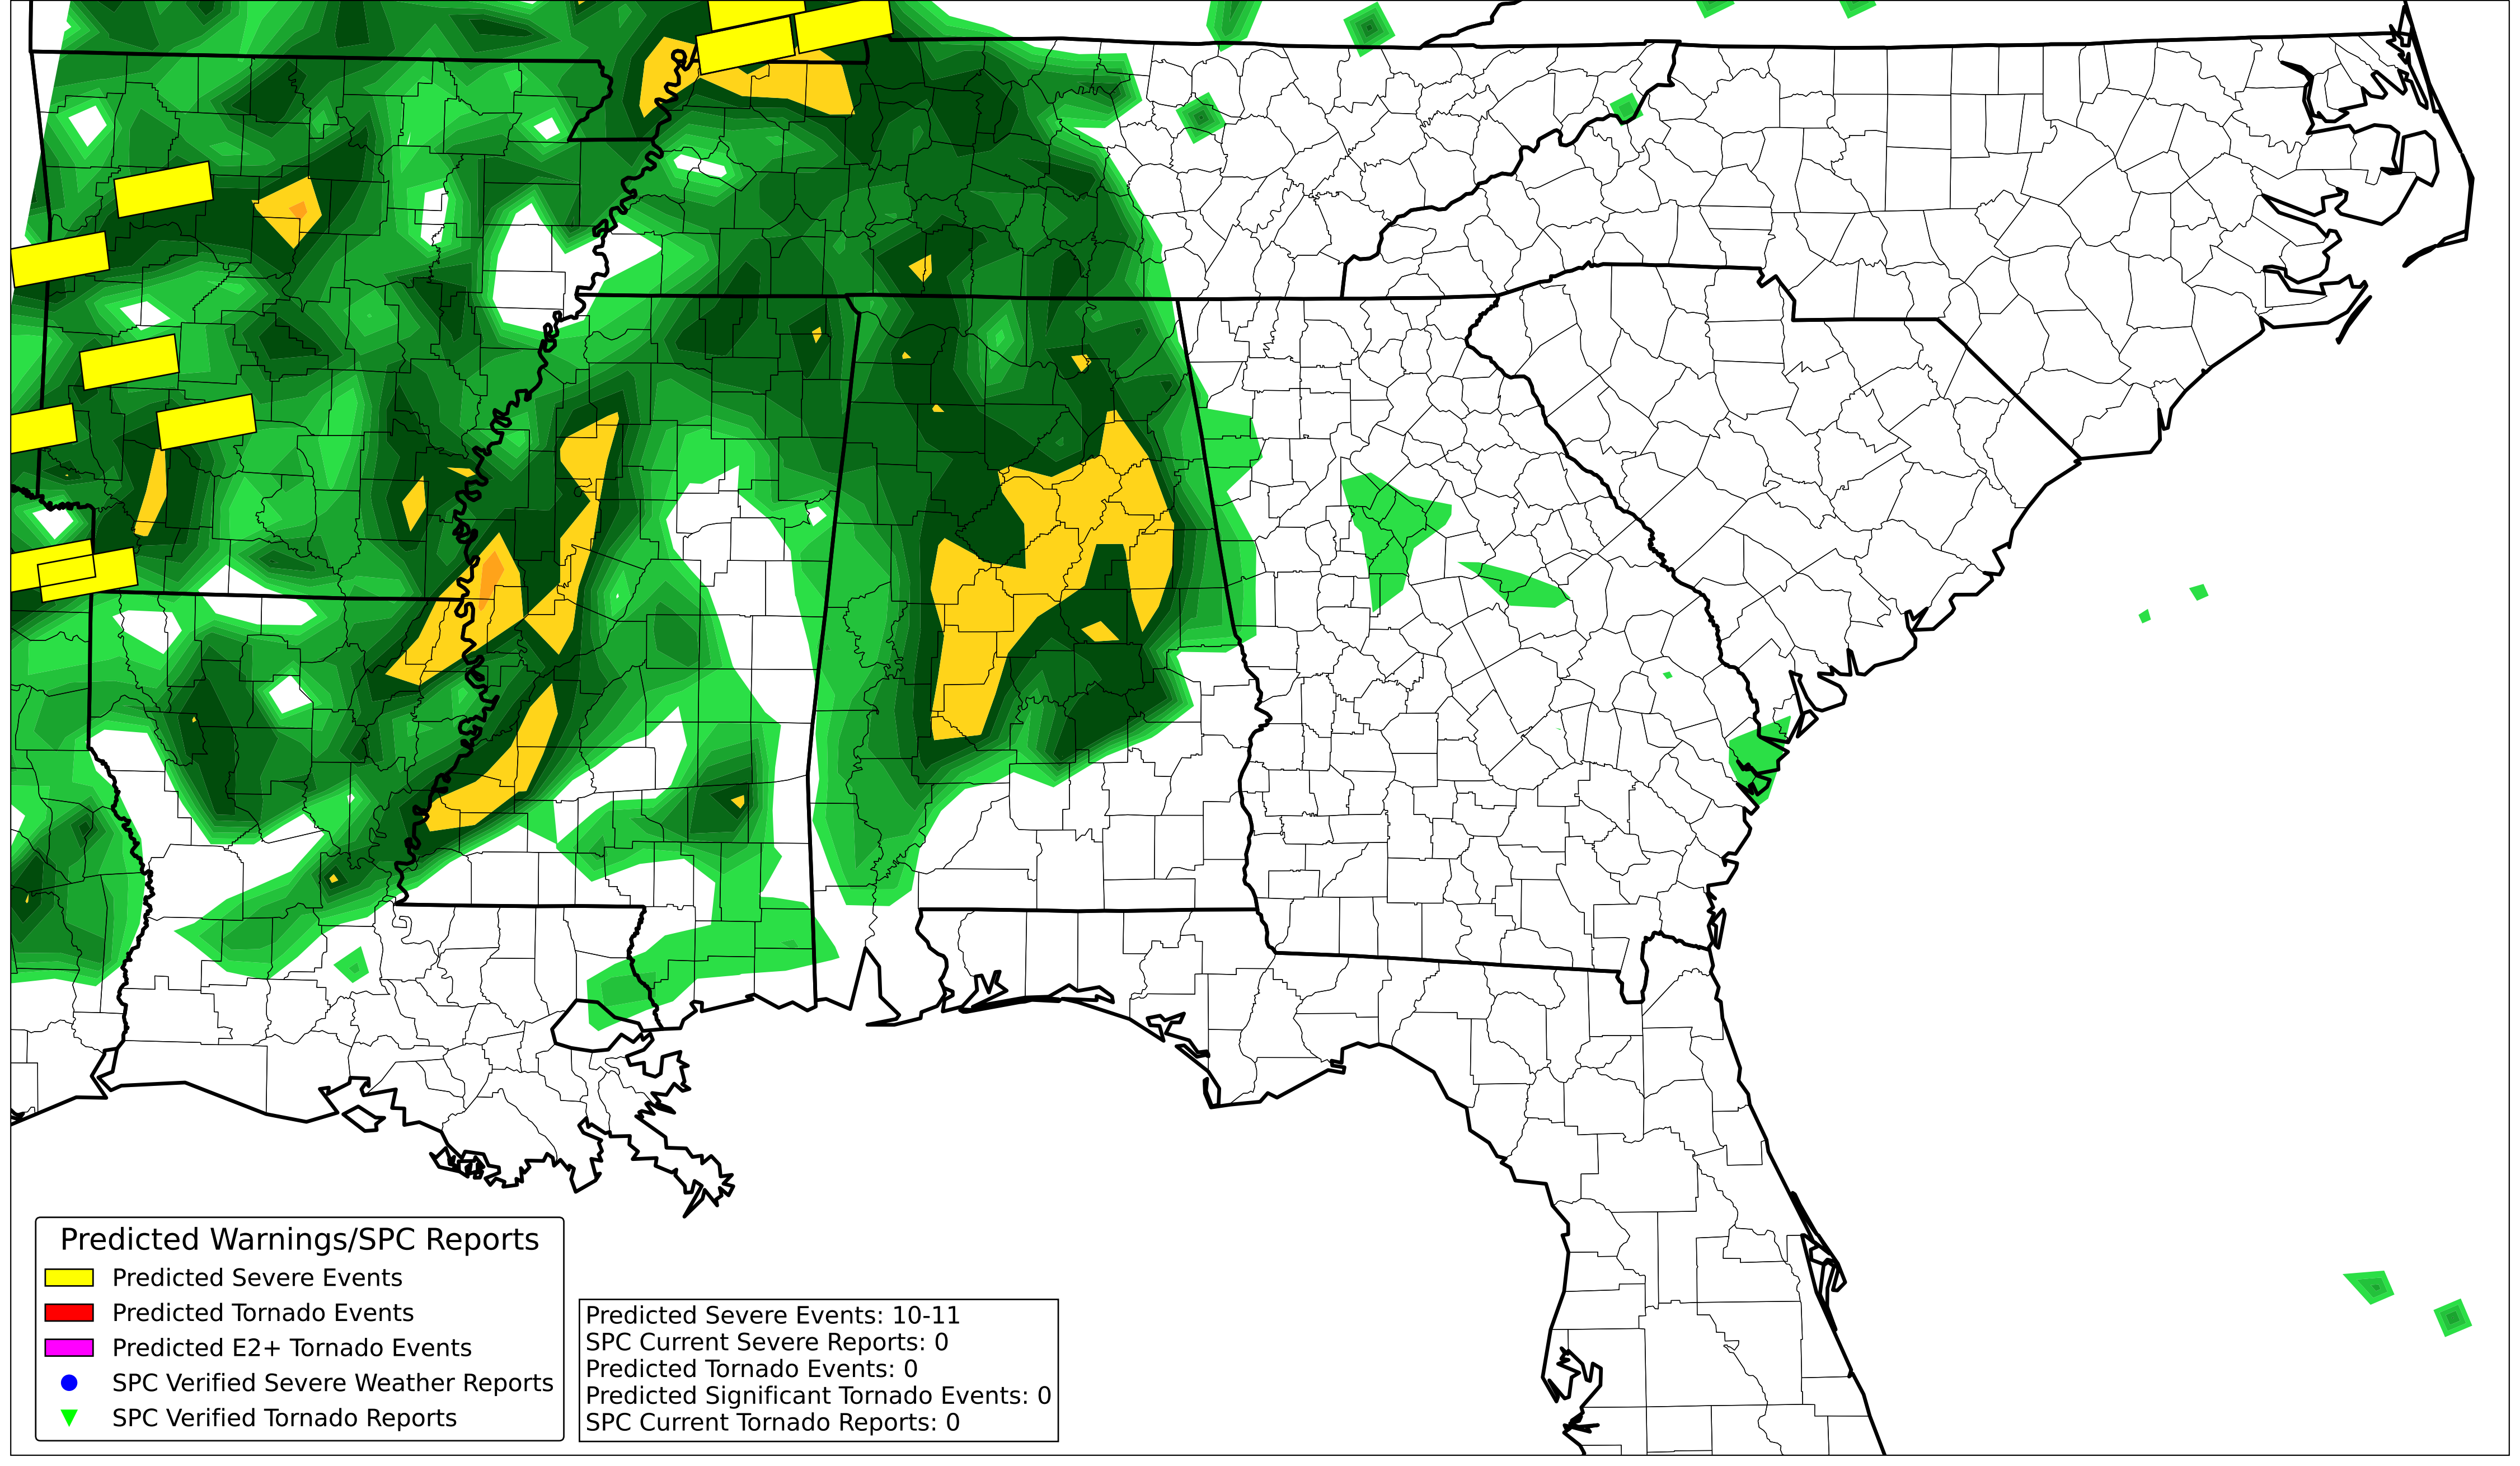 Predicted Warnings/SPC Reports
Predicted Severe Events
Predicted Tornado Events
Predicted E2+ Tornado Events
SPC Verified Severe Weather Reports
SPC Verified Tornado Reports
Predicted Severe Events: 10-11
SPC Current Severe Reports: 0
Predicted Tornado Events: 0
Predicted Significant Tornado Events: 0
SPC Current Tornado Reports: 0